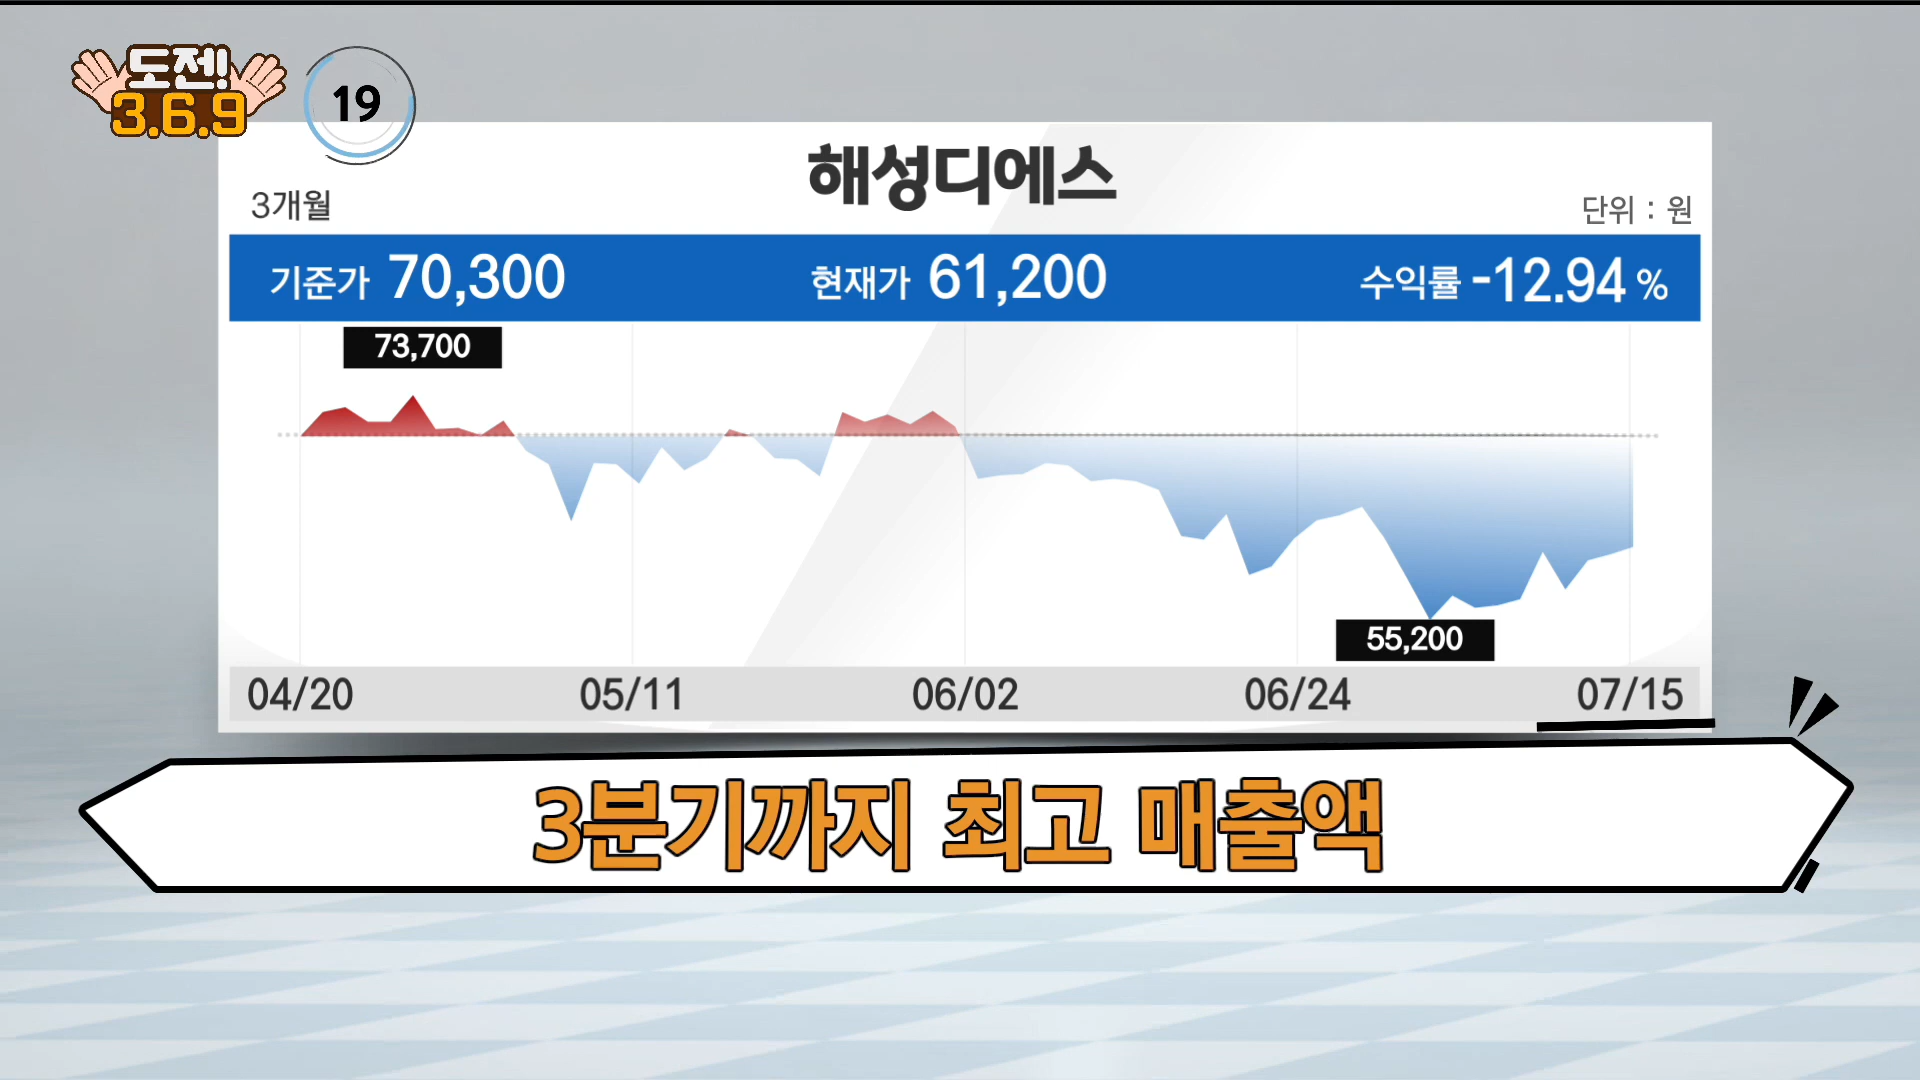 도젠!
3.6.9
19
해성디에스
3개월
단위 : 원
기준가 70,300 현재가 61,200 수익률 -12.94 %
73,700
55,200
04/20 05/11 06/02 06/24 07/15
3분기까지 최고 매출액